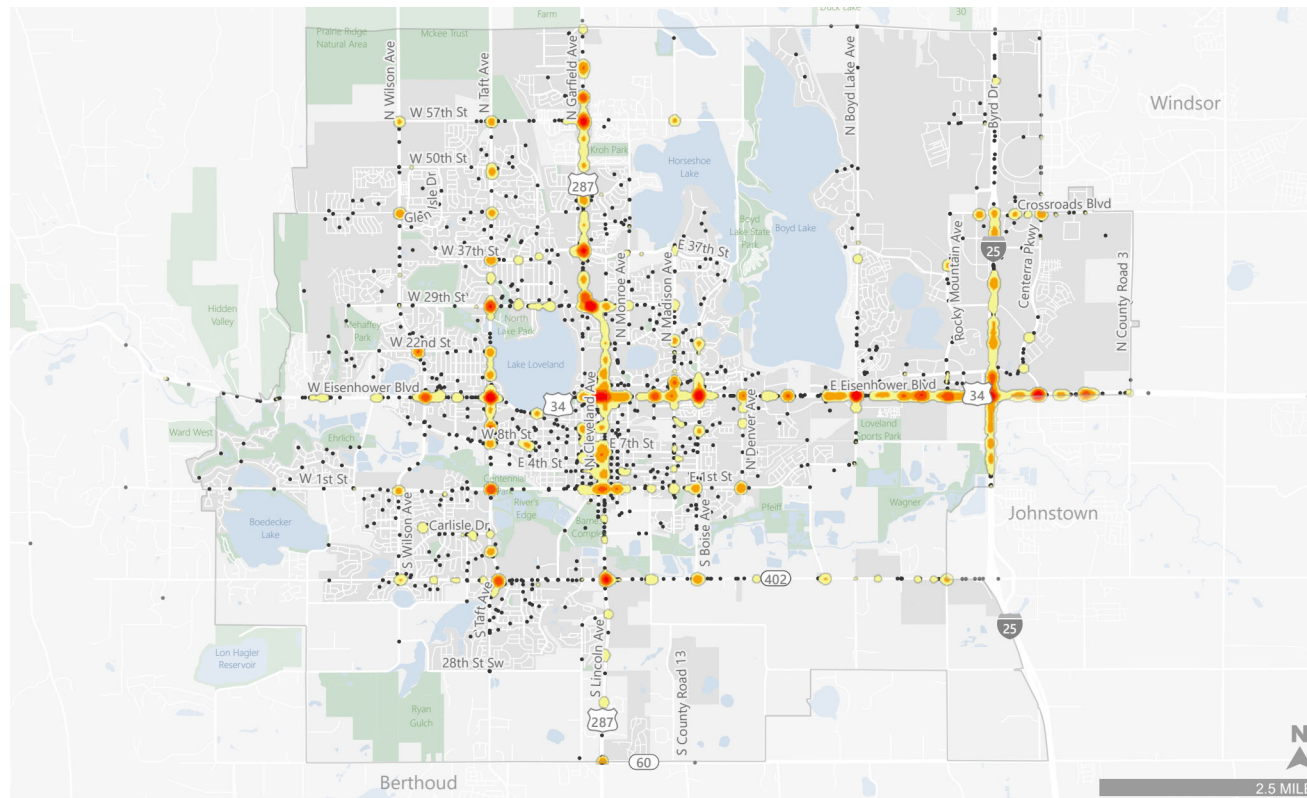 Farm
Duck Lake
30
Prairie Ridge
Natural Area
Mckee Trust
N Wilson Ave
N Taft Ave
N Garfield Ave
N Boyd Lake Ave
Byrd Dr
Windsor
W 57th St
Kroh Park
W 50th St
Horseshoe
Lake
287
Glen Isle Dr
Crossroads Blvd
Boyd
Lake State
Park
Boyd Lake
W 37th St
E 37th St
25
Rocky Mountain Ave
Centerra Pkwy
N County Road 3
N Monroe Ave
N Madison Ave
Hidden
Valley
W 29th St
North
Lake Park
Mehaffey
Park
W 22nd St
Lake Loveland
W Eisenhower Blvd
E Eisenhower Blvd
34
34
N Cleveland Ave
N Denver Ave
Ward West
Ehrlich
W 8th St
E 7th St
Loveland
Sports Park
E 4th St
W 1st St
E 1st St
Centennial
River's
Edge
Pfeiff
Wagner
Johnstown
Boedecker
Lake
S Wilson Ave
Carlisle Dr
S Boise Ave
402
S Taft Ave
25
Lon Hagler
Reservoir
28th St Sw
S Lincoln Ave
S County Road 13
Ryan
Gulch
287
60
Berthoud
N
2.5 MILE